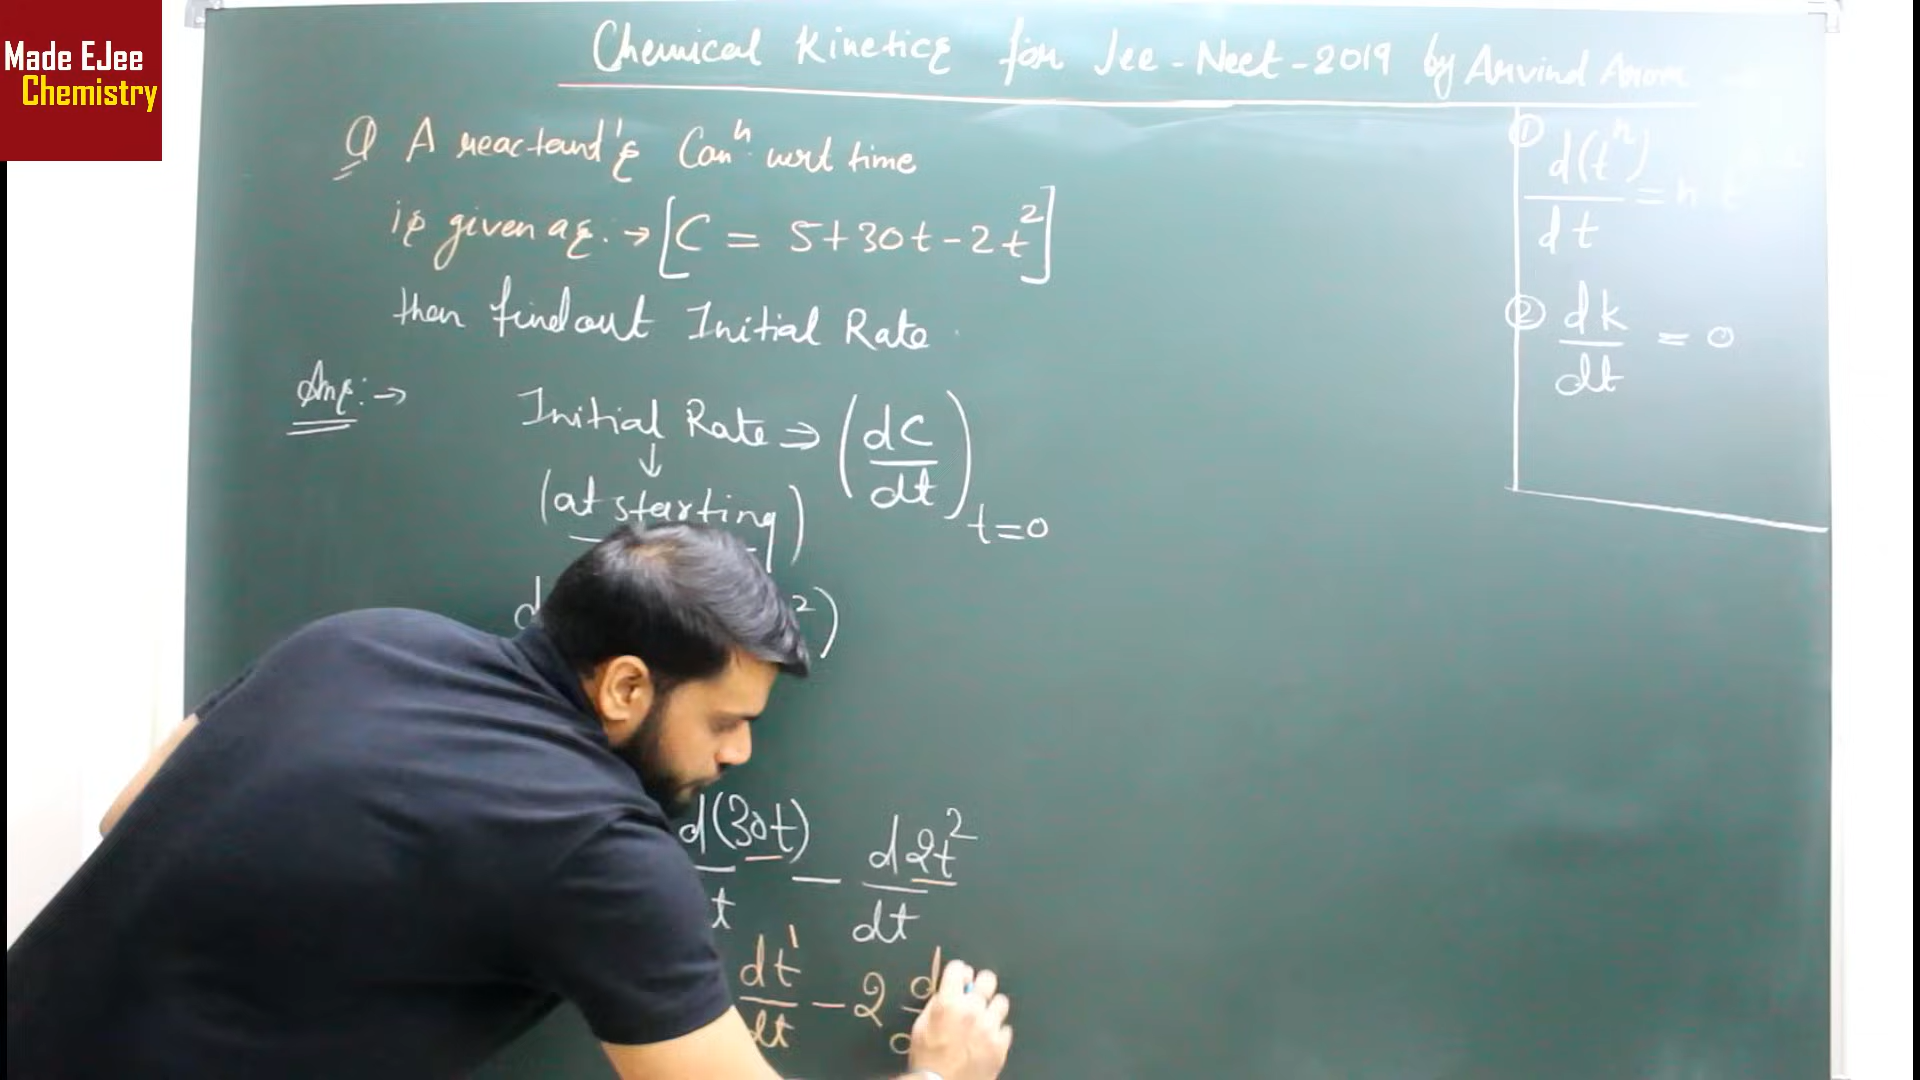 Made EJee
Chemistry
Chemical Kinetics for Jee-Neet-2019 by Arvind Arora
Q A reactant's Conⁿ wrt time
is given as. → [C = 5+30t-2t²]
then findout Initial Rate.
Ans:→ Initial Rate ⇒ (dC/dt)t=0
↓
(at starting)
d ²)
d(30t)/t - d2t²/dt
dt¹/dt - 2 d
① d(tⁿ)/dt = n t
② dk/dt = 0